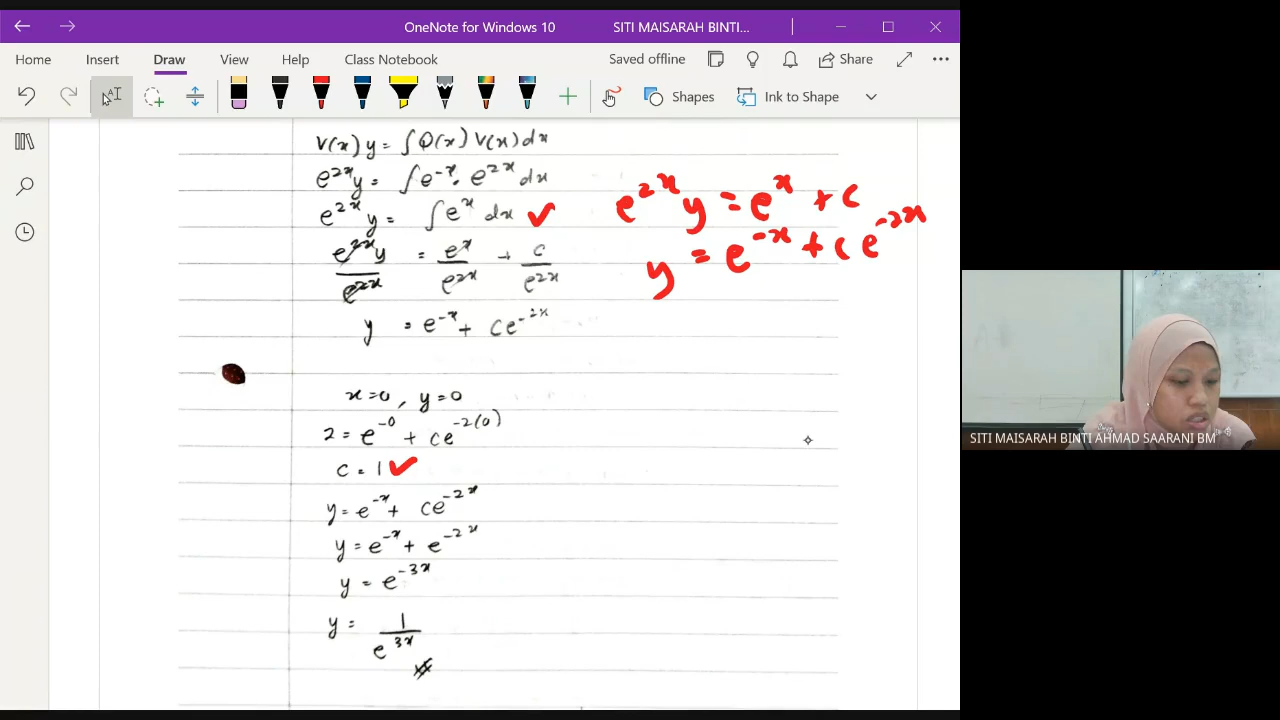 OneNote for Windows 10
SITI MAISARAH BINTI...
Home Insert Draw View Help Class Notebook Saved offline Share
Shapes Ink to Shape
V(x) y = ∫ Q(x) V(x) dx
e^{2x}y = ∫ e^{-x} · e^{2x} dx
e^{2x} y = ∫ e^x dx ✓
e^{2x}y / e^{2x} = e^x / e^{2x} + c / e^{2x}
y = e^{-x} + Ce^{-2x}
e^{2x} y = e^x + c
y = e^{-x} + c e^{-2x}
x=0, y=0
2 = e^{-0} + ce^{-2(0)}
c = 1 ✓
y = e^{-x} + Ce^{-2x}
y = e^{-x} + e^{-2x}
y = e^{-3x}
y = 1 / e^{3x}
SITI MAISARAH BINTI AHMAD SAARANI BM